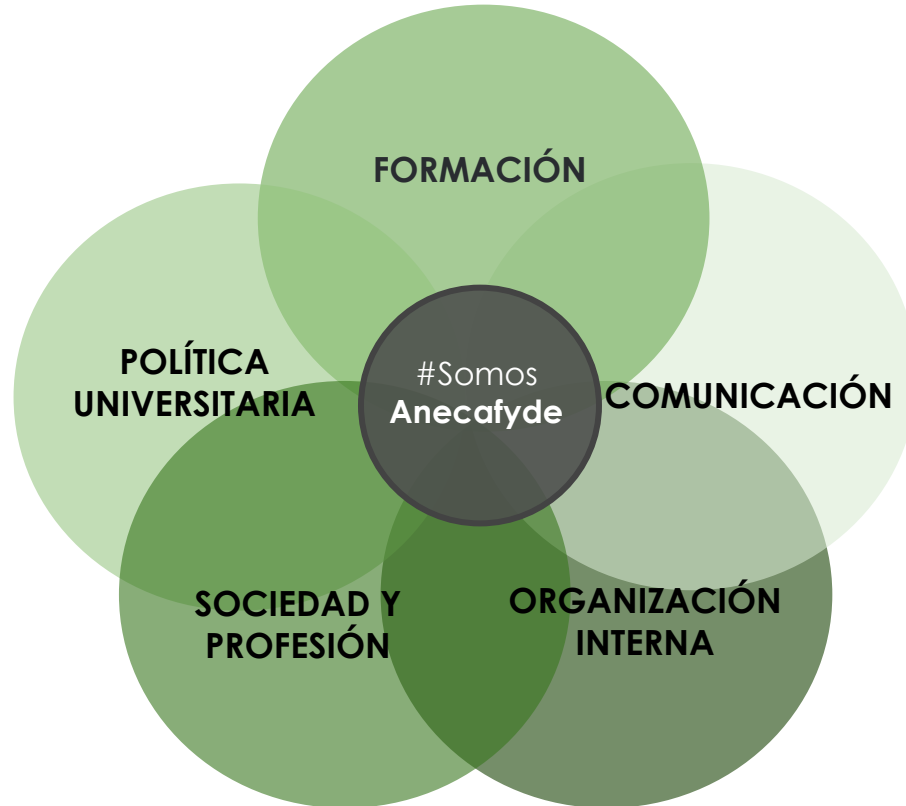 FORMACIÓN
POLÍTICA
UNIVERSITARIA
#Somos
Anecafyde
COMUNICACIÓN
SOCIEDAD Y
PROFESIÓN
ORGANIZACIÓN
INTERNA